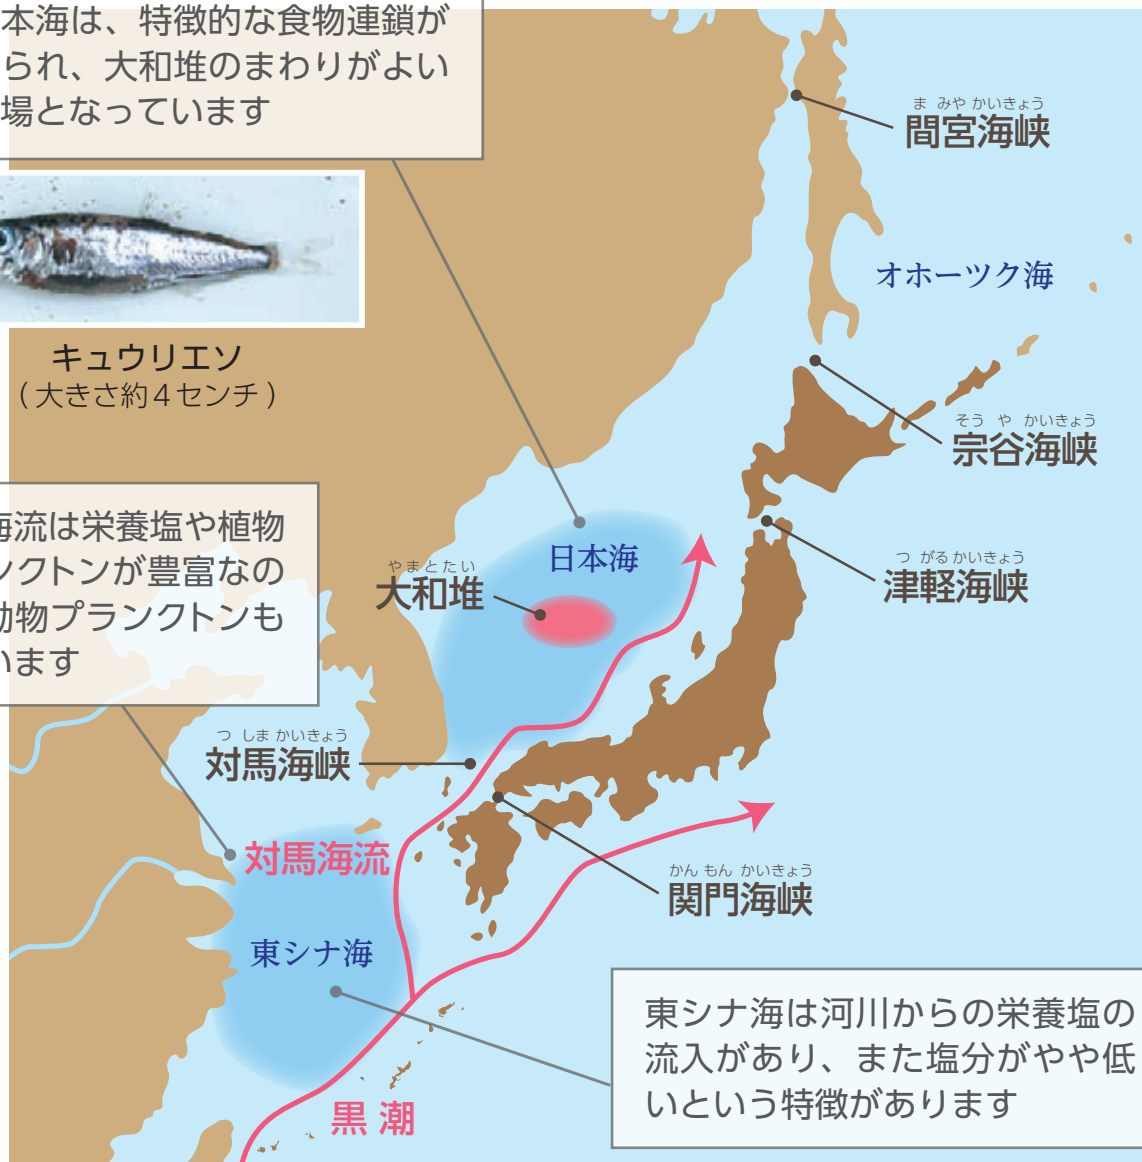 本海は、特徴的な食物連鎖が
られ、大和堆のまわりがよい
場となっています
ま みや かいきょう
間宮海峡
オホーツク海
キュウリエソ
(大きさ約4センチ)
そう や かいきょう
宗谷海峡
海流は栄養塩や植物
ンクトンが豊富なの
動物プランクトンも
います
日本海
やまとたい
大和堆
つ がる かいきょう
津軽海峡
つ しま かいきょう
対馬海峡
対馬海流
かん もん かいきょう
関門海峡
東シナ海
東シナ海は河川からの栄養塩の
流入があり、また塩分がやや低
いという特徴があります
黒潮